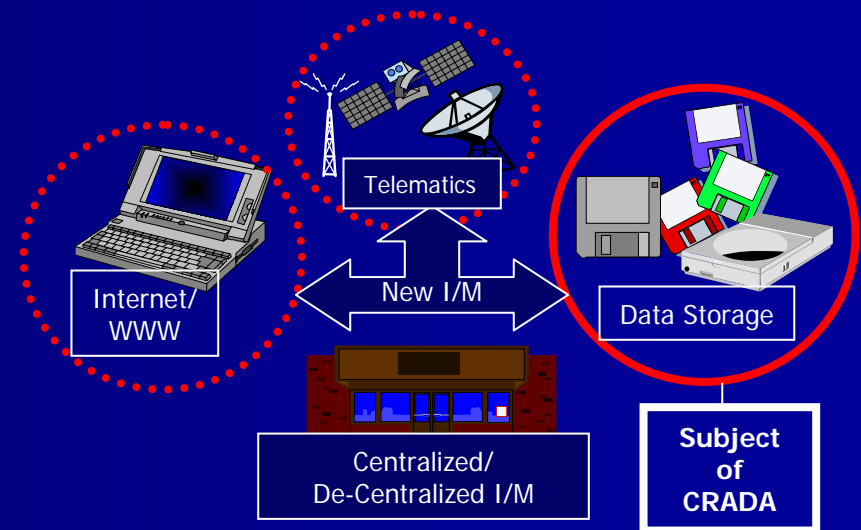 Telematics
Internet/
WWW
New I/M
Data Storage
Centralized/
De-Centralized I/M
Subject
of
CRADA